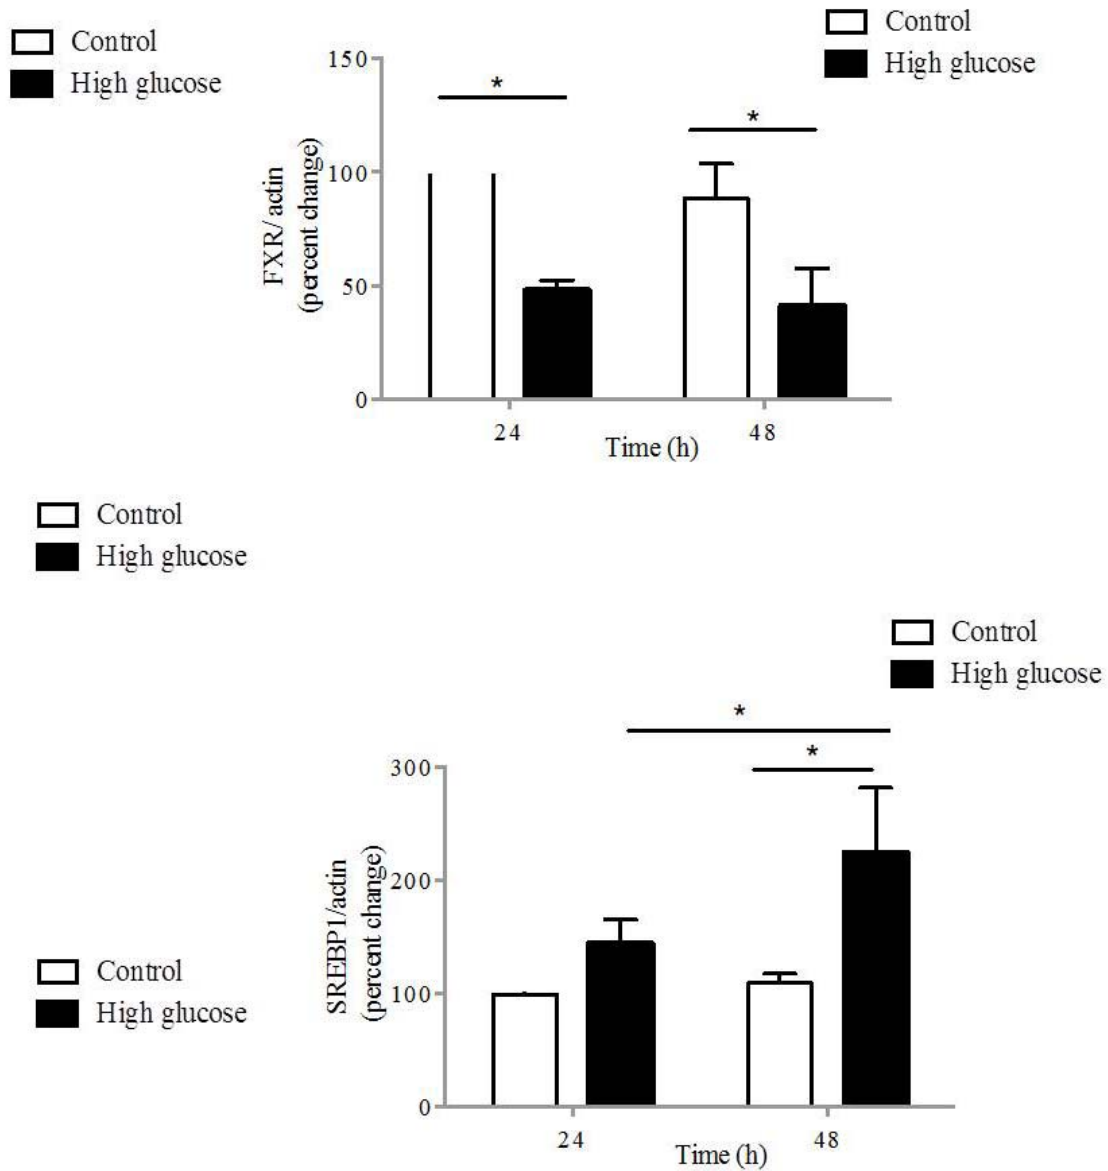 Control
High glucose
Control
High glucose
FXR/ actin
(percent change)
150
100
50
0
*
*
24
48
Time (h)
Control
High glucose
Control
High glucose
SREBP1/actin
(percent change)
300
200
100
0
*
*
24
48
Time (h)
Control
High glucose